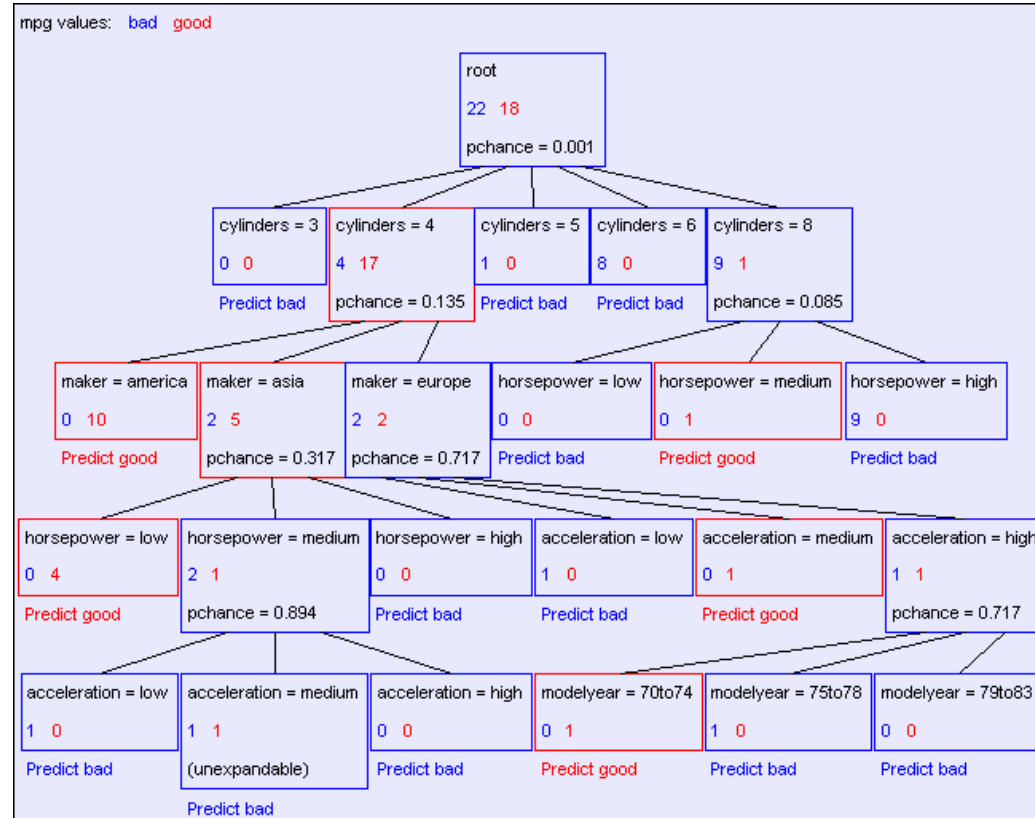 mpg values: bad good
root
22 18
pchance = 0.001
cylinders = 3
0 0
Predict bad
cylinders = 4
4 17
pchance = 0.135
cylinders = 5
1 0
Predict bad
cylinders = 6
8 0
Predict bad
cylinders = 8
9 1
pchance = 0.085
maker = america
0 10
Predict good
maker = asia
2 5
pchance = 0.317
maker = europe
2 2
pchance = 0.717
horsepower = low
0 0
Predict bad
horsepower = medium
0 1
Predict good
horsepower = high
9 0
Predict bad
horsepower = low
0 4
Predict good
horsepower = medium
2 1
pchance = 0.894
horsepower = high
0 0
Predict bad
acceleration = low
1 0
Predict bad
acceleration = medium
0 1
Predict good
acceleration = high
1 1
pchance = 0.717
acceleration = low
1 0
Predict bad
acceleration = medium
1 1
(unexpandable)
Predict bad
acceleration = high
0 0
Predict bad
modelyear = 70to74
0 1
Predict good
modelyear = 75to78
1 0
Predict bad
modelyear = 79to83
0 0
Predict bad